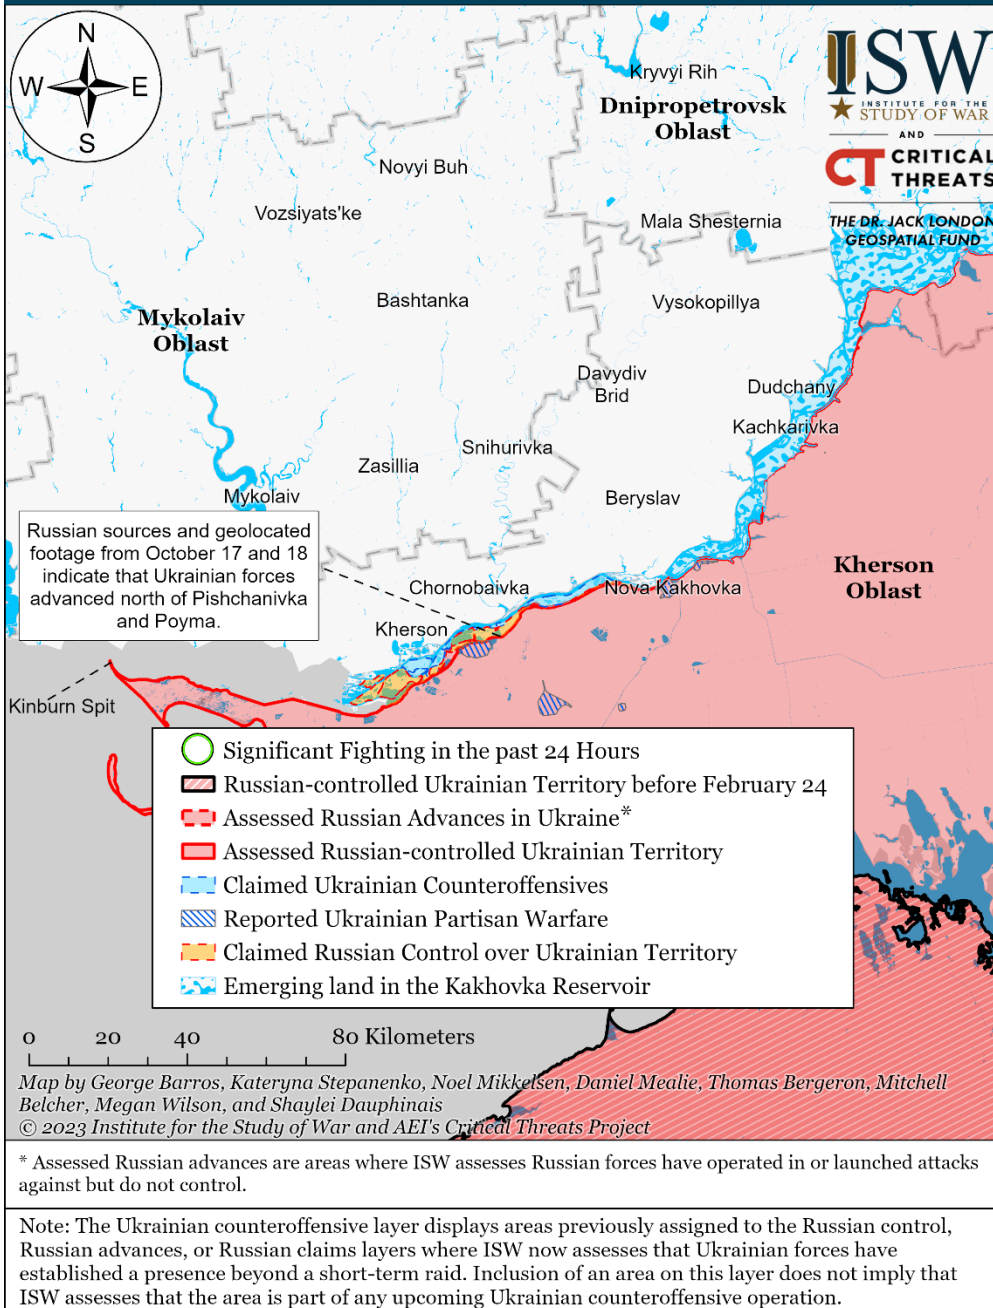 N
W
E
S
ISW
INSTITUTE FOR THE
STUDY OF WAR
AND
CT CRITICAL
THREATS
THE DR. JACK LONDON
GEOSPATIAL FUND
Kryvyi Rih
Dnipropetrovsk
Oblast
Novyi Buh
Vozsiyats'ke
Mala Shesternia
Bashtanka
Vysokopillya
Mykolaiv
Oblast
Davydiv
Brid
Dudchany
Kachkarivka
Snihurivka
Zasillia
Mykolaiv
Beryslav
Russian sources and geolocated
footage from October 17 and 18
indicate that Ukrainian forces
advanced north of Pishchanivka
and Poyma.
Chornobaivka
Nova Kakhovka
Kherson
Oblast
Kherson
Kinburn Spit
Significant Fighting in the past 24 Hours
Russian-controlled Ukrainian Territory before February 24
Assessed Russian Advances in Ukraine*
Assessed Russian-controlled Ukrainian Territory
Claimed Ukrainian Counteroffensives
Reported Ukrainian Partisan Warfare
Claimed Russian Control over Ukrainian Territory
Emerging land in the Kakhovka Reservoir
0 20 40 80 Kilometers
Map by George Barros, Kateryna Stepanenko, Noel Mikkelsen, Daniel Mealie, Thomas Bergeron, Mitchell
Belcher, Megan Wilson, and Shaylei Dauphinais
© 2023 Institute for the Study of War and AEI's Critical Threats Project
* Assessed Russian advances are areas where ISW assesses Russian forces have operated in or launched attacks
against but do not control.
Note: The Ukrainian counteroffensive layer displays areas previously assigned to the Russian control,
Russian advances, or Russian claims layers where ISW now assesses that Ukrainian forces have
established a presence beyond a short-term raid. Inclusion of an area on this layer does not imply that
ISW assesses that the area is part of any upcoming Ukrainian counteroffensive operation.